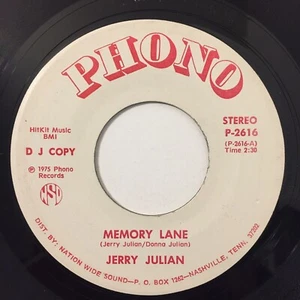 PHONO
HitKit Music
BMI
D J COPY
STEREO
P-2616
(P-2616-A)
Time 2:30
℗ 1975 Phono
Records
NSD
MEMORY LANE
(Jerry Julian/Donna Julian)
JERRY JULIAN
DIST. BY: NATION WIDE SOUND—P. O. BOX 1262—NASHVILLE, TENN. 37202